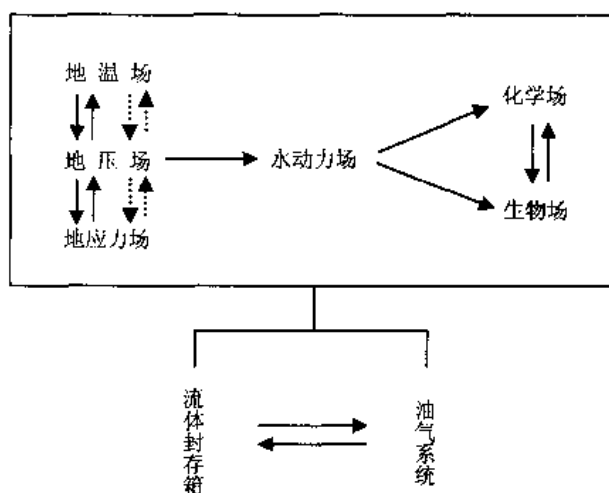 地 温 场
化学场
地 压 场
永动力场
生物场
地应力场
流体封存箱
油气系统